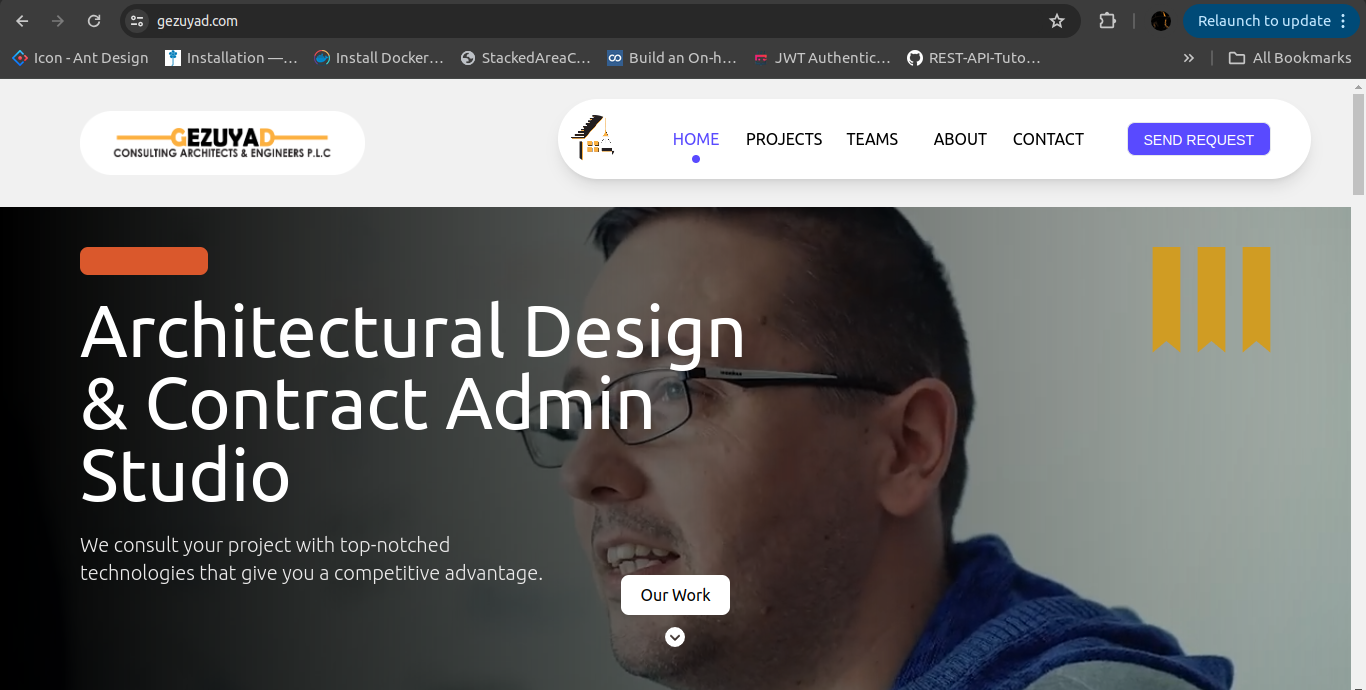 gezuyad.com
Relaunch to update
Icon - Ant Design
Installation —…
Install Docker…
StackedAreaC…
Build an On-h…
JWT Authentic…
REST-API-Tuto…
All Bookmarks
GEZUYAD
CONSULTING ARCHITECTS & ENGINEERS P.L.C
HOME
PROJECTS
TEAMS
ABOUT
CONTACT
SEND REQUEST
Architectural Design
& Contract Admin
Studio
We consult your project with top-notched
technologies that give you a competitive advantage.
Our Work